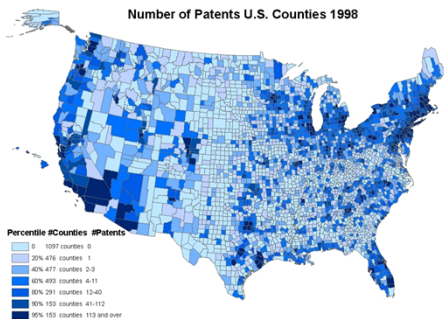 Number of Patents U.S. Counties 1998
Percentile #Counties #Patents
0 1097 counties 0
20% 476 counties 1
40% 477 counties 2-3
60% 493 counties 4-11
80% 291 counties 12-40
90% 153 counties 41-112
95% 153 counties 113 and over